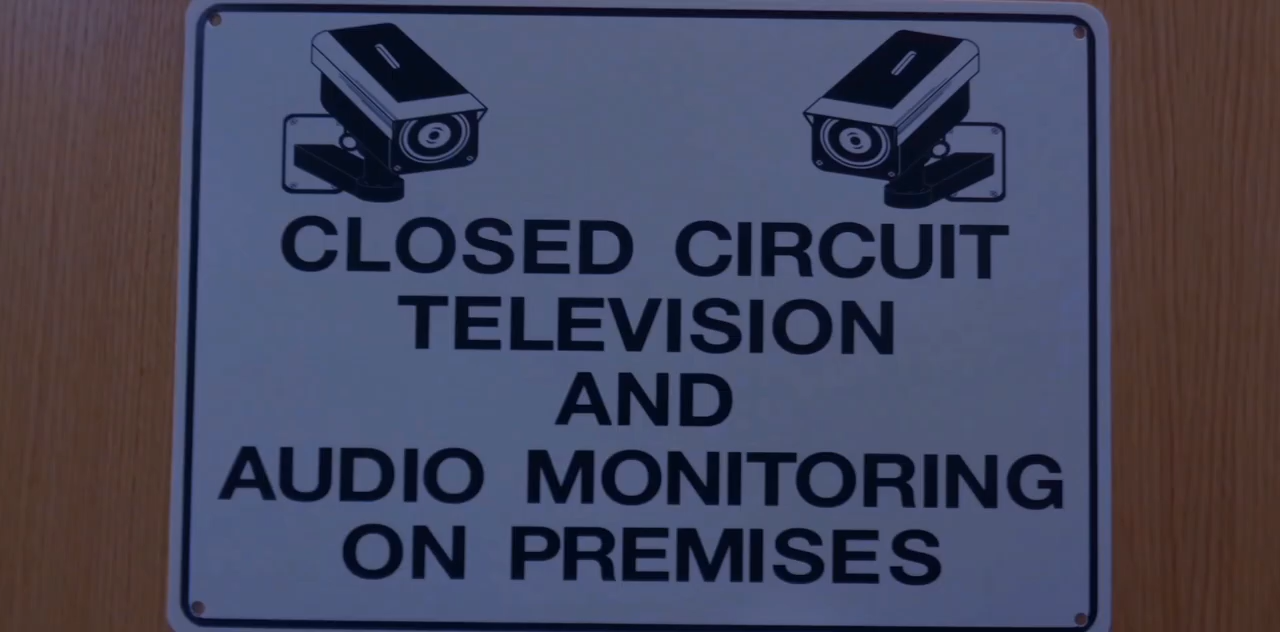 CLOSED CIRCUIT
TELEVISION
AND
AUDIO MONITORING
ON PREMISES